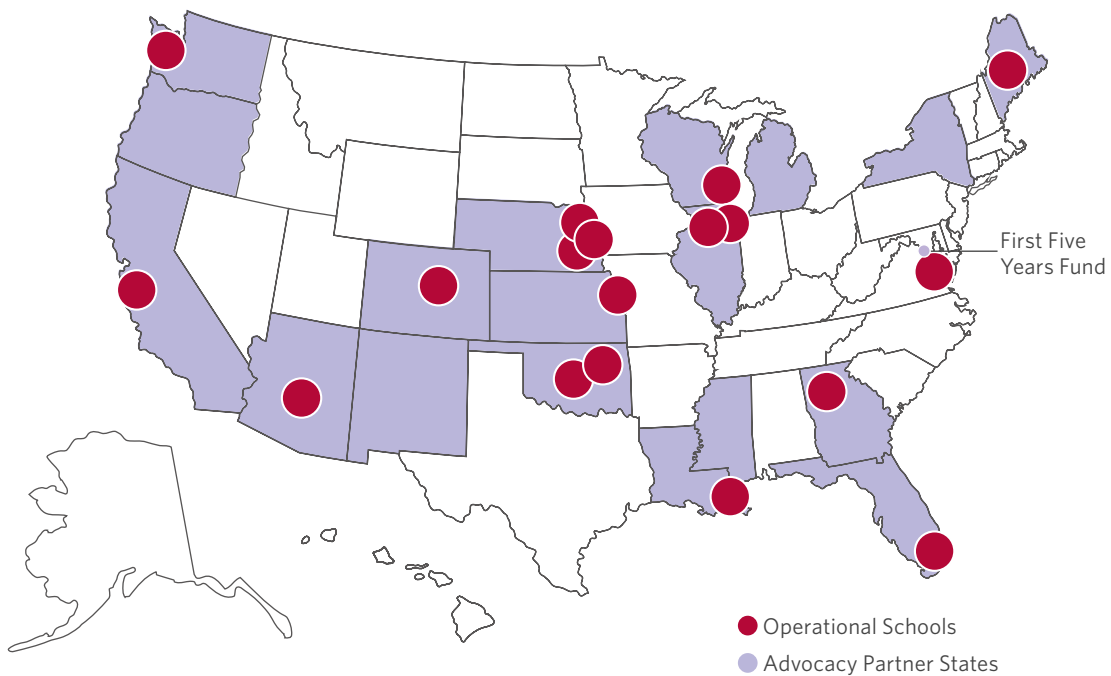 First Five
Years Fund
Operational Schools
Advocacy Partner States